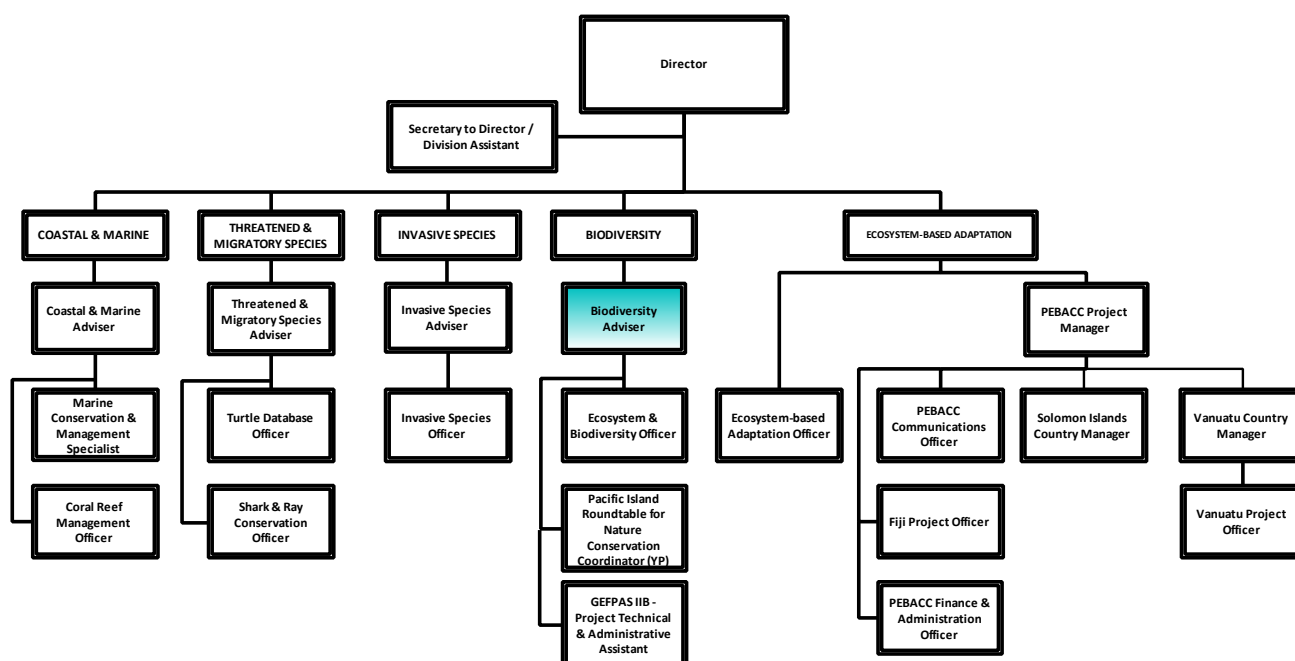 Director
Secretary to Director /
Division Assistant
COASTAL & MARINE
THREATENED &
MIGRATORY SPECIES
INVASIVE SPECIES
BIODIVERSITY
ECOSYSTEM-BASED ADAPTATION
Coastal & Marine
Adviser
Threatened &
Migratory Species
Adviser
Invasive Species
Adviser
Biodiversity
Adviser
PEBACC Project
Manager
Marine
Conservation &
Management
Specialist
Turtle Database
Officer
Invasive Species
Officer
Ecosystem &
Biodiversity Officer
Ecosystem-based
Adaptation Officer
PEBACC
Communications
Officer
Solomon Islands
Country Manager
Vanuatu Country
Manager
Coral Reef
Management
Officer
Shark & Ray
Conservation
Officer
Pacific Island
Roundtable for
Nature
Conservation
Coordinator (YP)
Fiji Project Officer
Vanuatu Project
Officer
GEFPAS IIB -
Project Technical
& Administrative
Assistant
PEBACC Finance &
Administration
Officer